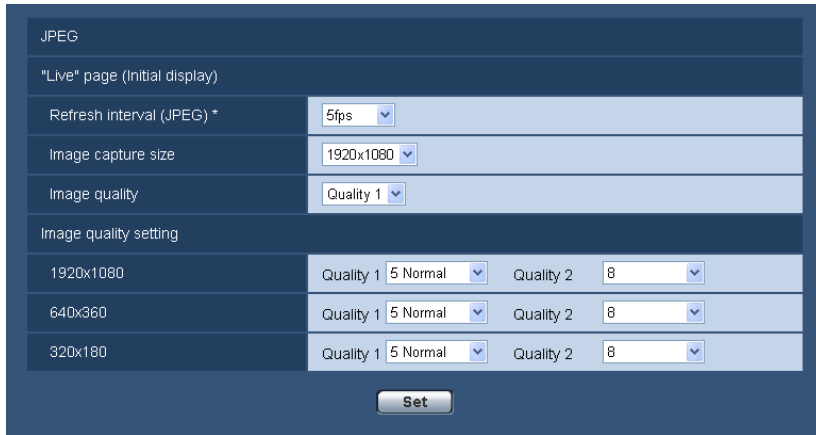 JPEG
"Live" page (Initial display)
Refresh interval (JPEG) * 5fps
Image capture size 1920x1080
Image quality Quality 1
Image quality setting
1920x1080 Quality 1 5 Normal Quality 2 8
640x360 Quality 1 5 Normal Quality 2 8
320x180 Quality 1 5 Normal Quality 2 8
Set